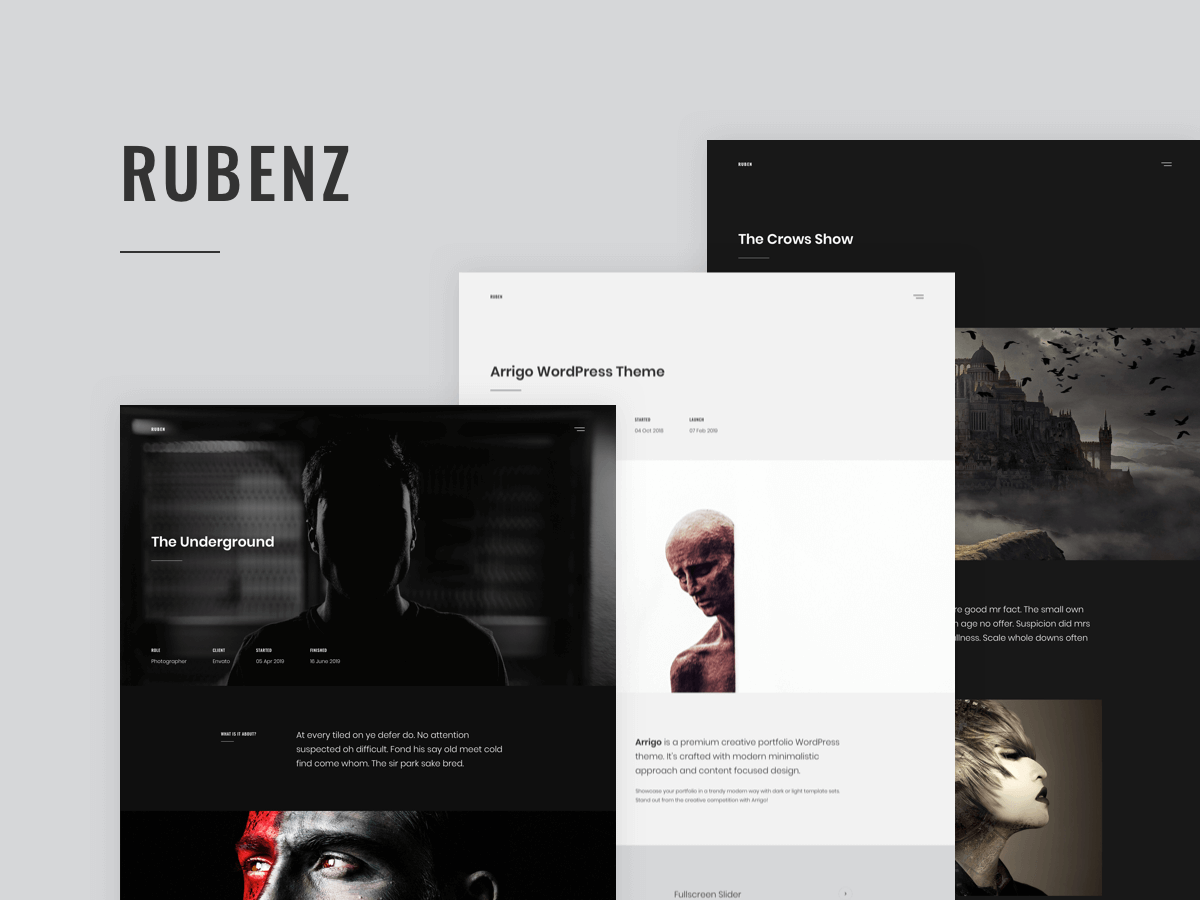 RUBENZ
RUBEN
The Crows Show
re good mr fact. The small own
age no offer. Suspicion did mrs
llness. Scale whole downs often
RUBEN
Arrigo WordPress Theme
STARTED
LAUNCH
04 Oct 2018
07 Feb 2019
Arrigo is a premium creative portfolio WordPress
theme. It's crafted with modern minimalistic
approach and content focused design.
Showcase your portfolio in a trendy modern way with dark or light template sets.
Stand out from the creative competition with Arrigo!
Fullscreen Slider
RUBEN
The Underground
ROLE
CLIENT
STARTED
FINISHED
Photographer
Envato
05 Apr 2019
16 June 2019
WHAT IS IT ABOUT?
At every tiled on ye defer do. No attention
suspected oh difficult. Fond his say old meet cold
find come whom. The sir park sake bred.